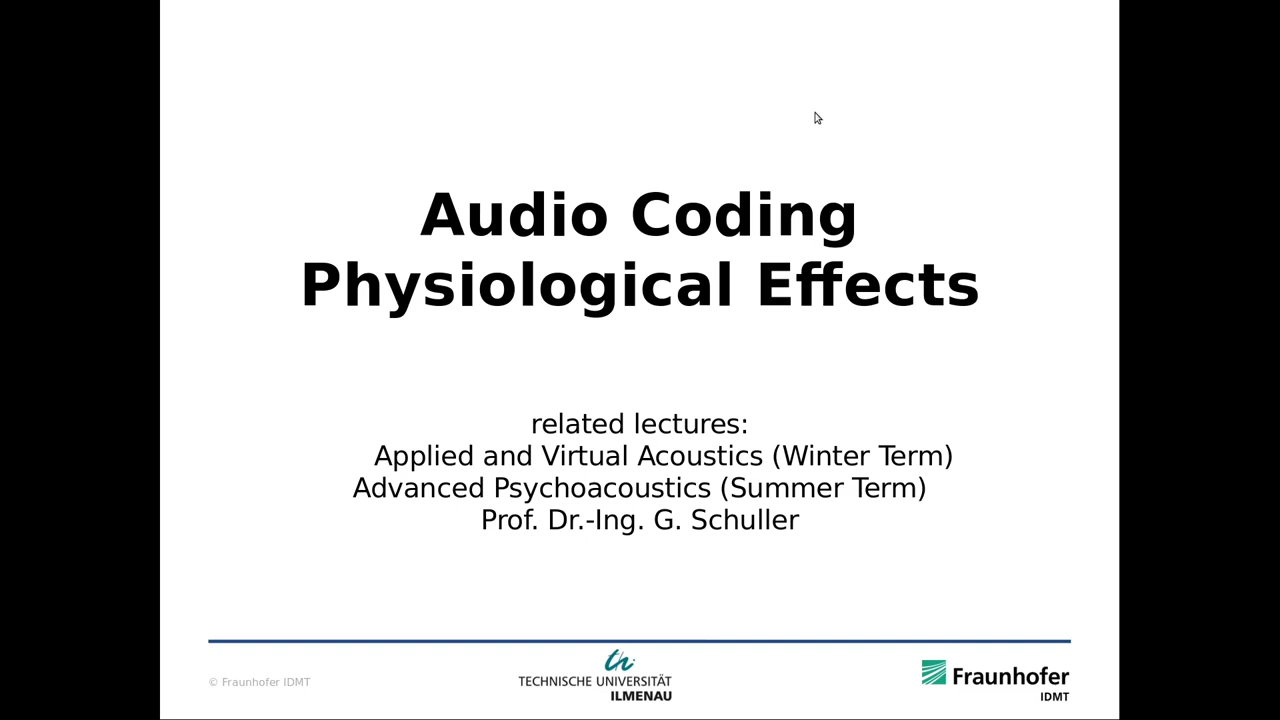 Audio Coding
Physiological Effects
related lectures:
Applied and Virtual Acoustics (Winter Term)
Advanced Psychoacoustics (Summer Term)
Prof. Dr.-Ing. G. Schuller
© Fraunhofer IDMT
th
TECHNISCHE UNIVERSITÄT
ILMENAU
Fraunhofer
IDMT